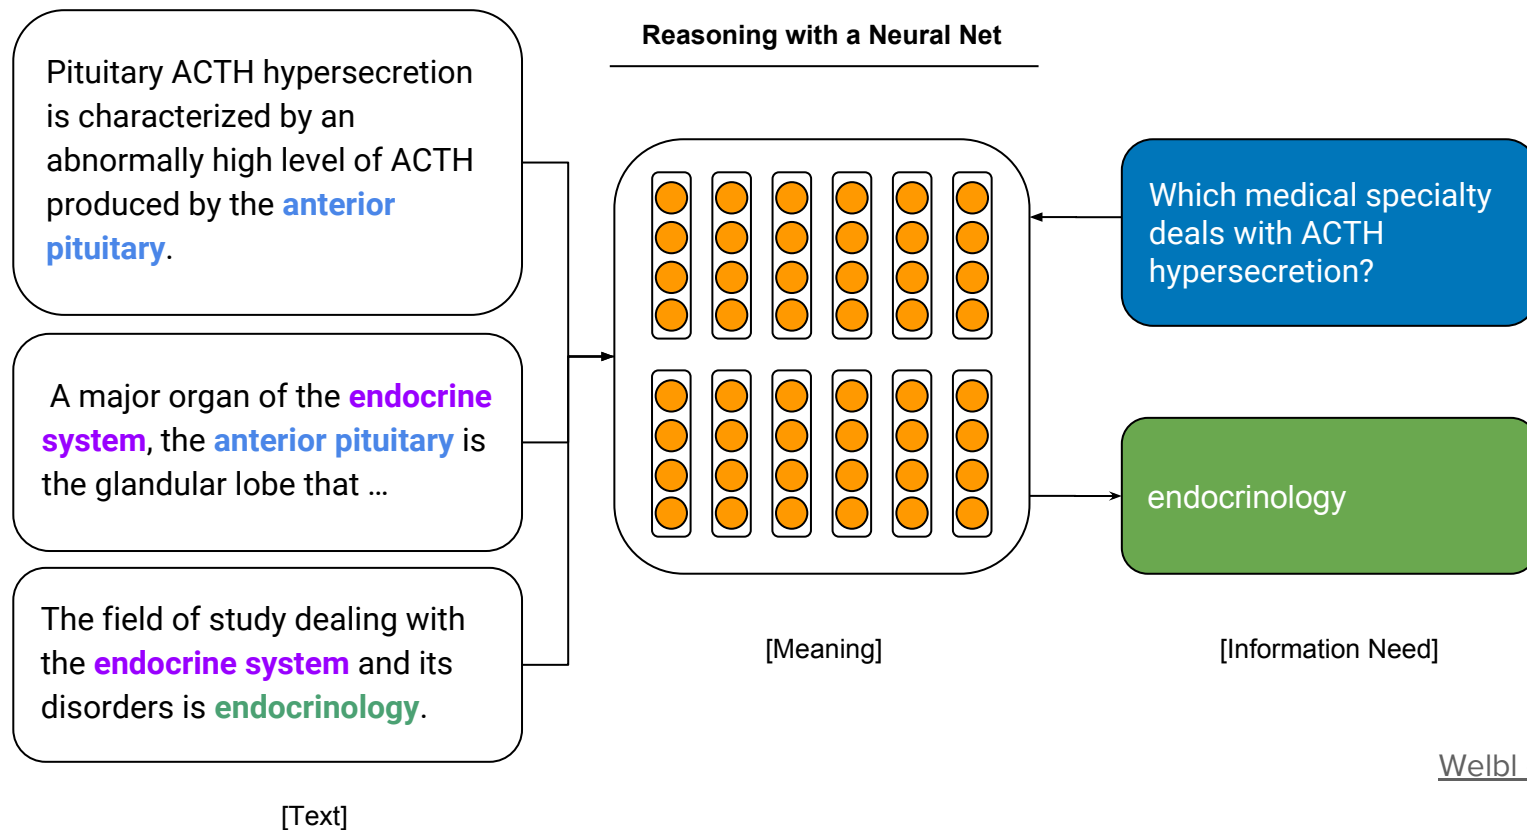 Reasoning with a Neural Net
Pituitary ACTH hypersecretion
is characterized by an
abnormally high level of ACTH
produced by the anterior
pituitary.
A major organ of the endocrine
system, the anterior pituitary is
the glandular lobe that …
The field of study dealing with
the endocrine system and its
disorders is endocrinology.
[Text]
[Meaning]
Which medical specialty
deals with ACTH
hypersecretion?
endocrinology
[Information Need]
Welbl